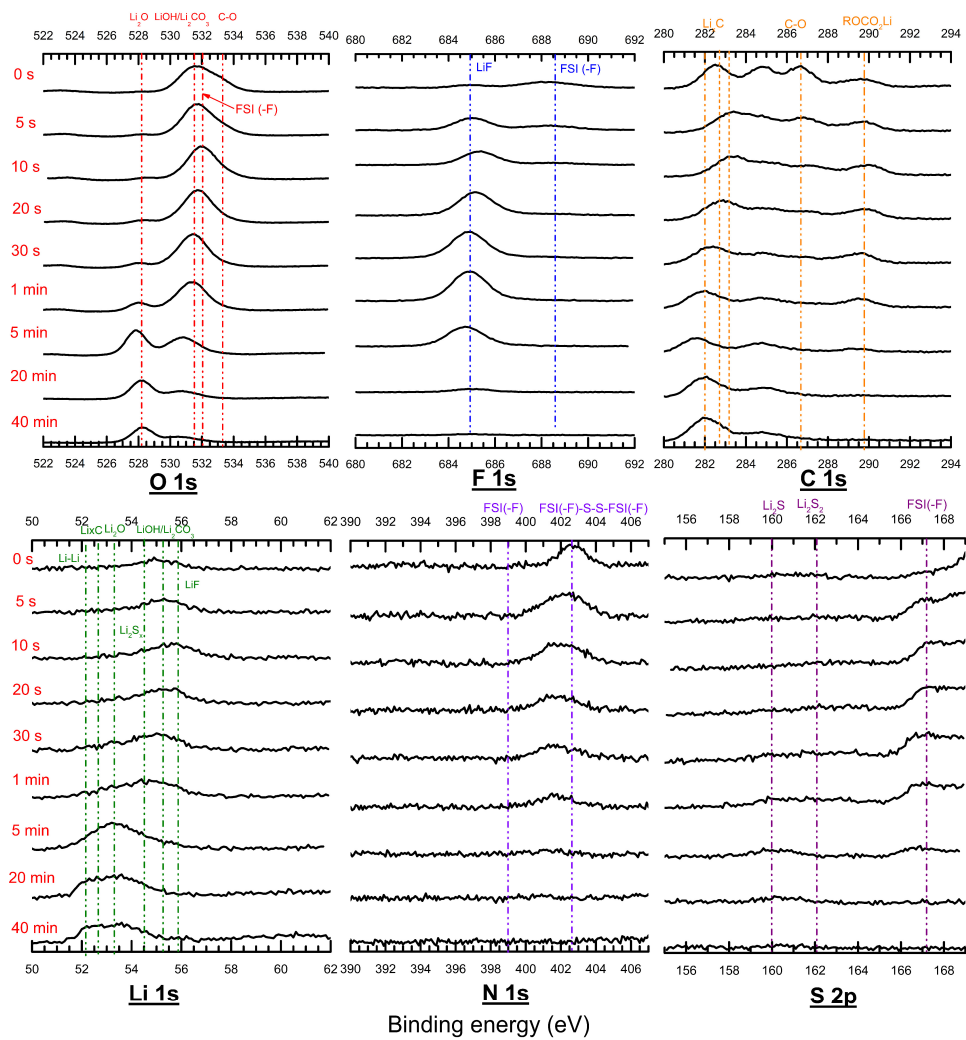 Li2O LiOH/Li2CO3 C-O
522 524 526 528 530 532 534 536 538 540
0 s
5 s
10 s
20 s
30 s
1 min
5 min
20 min
40 min
FSI (-F)
522 524 526 528 530 532 534 536 538 540
O 1s
680 682 684 686 688 690 692
LiF FSI (-F)
680 682 684 686 688 690 692
F 1s
LixC C-O ROCO2Li
280 282 284 286 288 290 292 294
280 282 284 286 288 290 292 294
C 1s
50 52 54 56 58 60 62
LixC Li2O LiOH/Li2CO3
Li-Li
LiF
Li2Sx
0 s
5 s
10 s
20 s
30 s
1 min
5 min
20 min
40 min
50 52 54 56 58 60 62
Li 1s
FSI(-F) FSI(-F)-S-S-FSI(-F)
390 392 394 396 398 400 402 404 406
390 392 394 396 398 400 402 404 406
N 1s
Li2S Li2S2 FSI(-F)
156 158 160 162 164 166 168
156 158 160 162 164 166 168
S 2p
Binding energy (eV)